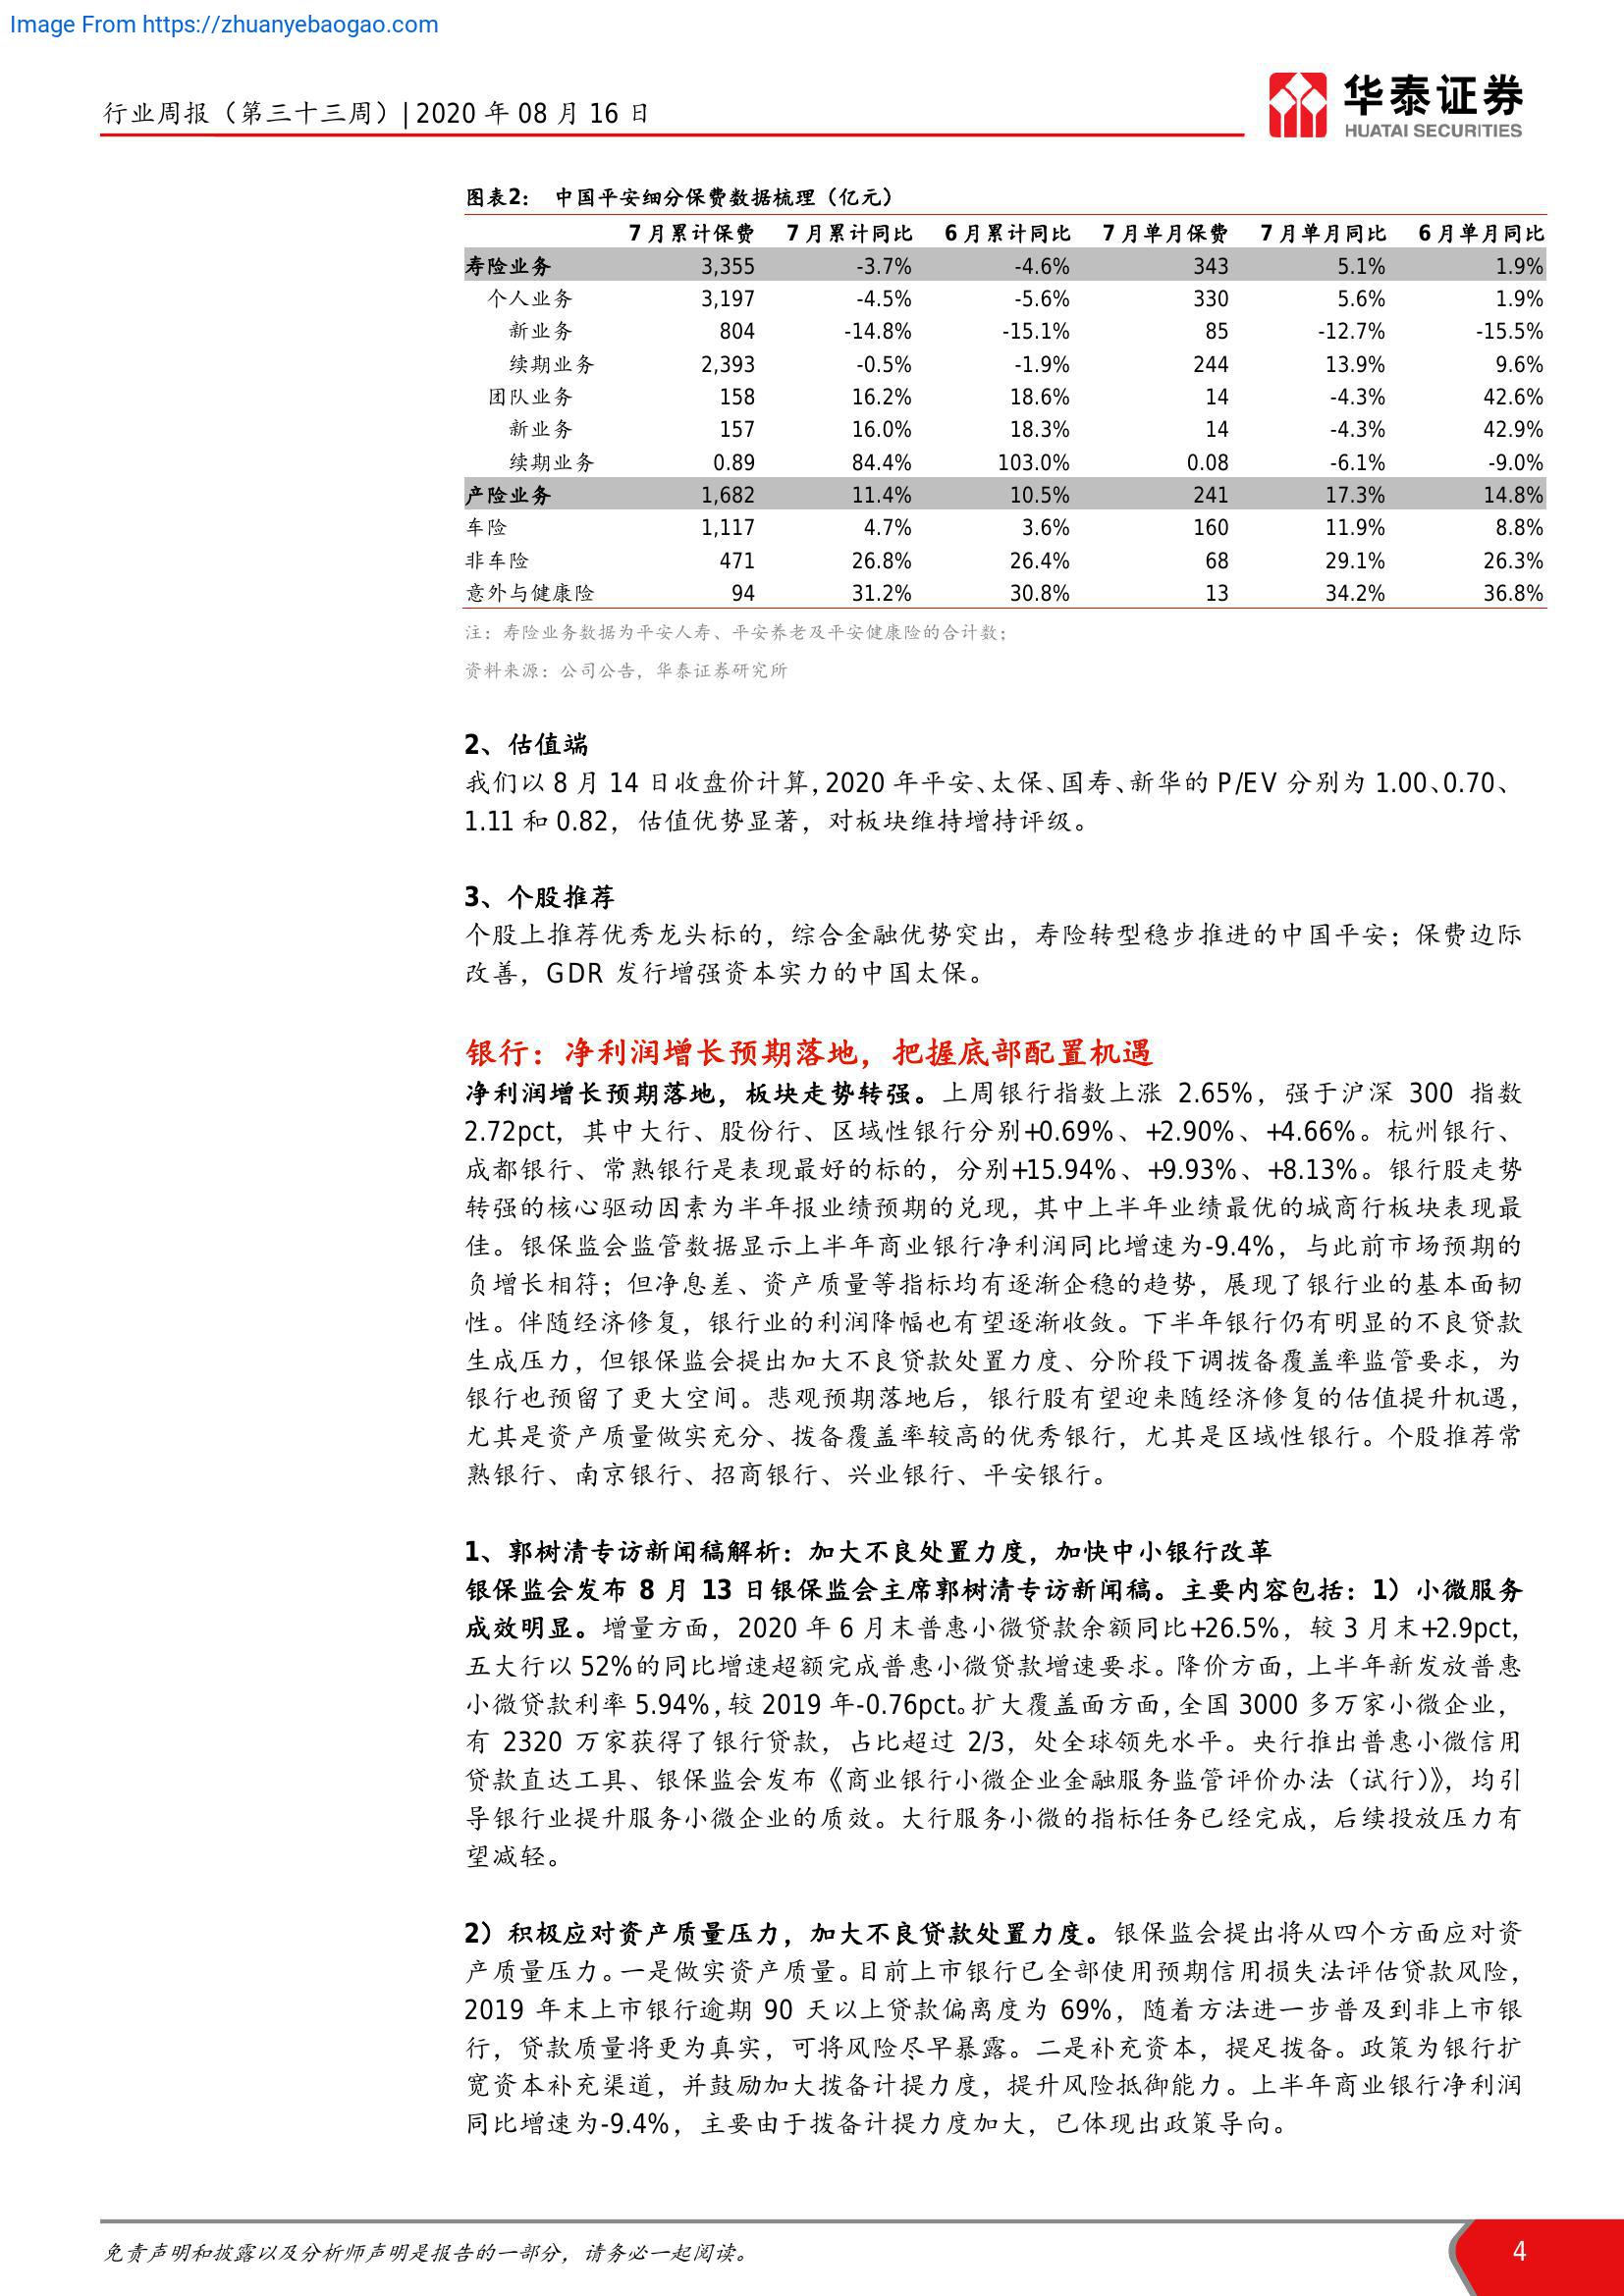 Image From https://zhuanyebaogao.com
行业周报（第三十三周）| 2020 年 08 月 16 日
华泰证券
HUATAI SECURITIES
图表2： 中国平安细分保费数据梳理（亿元）
7 月累计保费 7 月累计同比 6 月累计同比 7 月单月保费 7 月单月同比 6 月单月同比
寿险业务 3,355 -3.7% -4.6% 343 5.1% 1.9%
个人业务 3,197 -4.5% -5.6% 330 5.6% 1.9%
新业务 804 -14.8% -15.1% 85 -12.7% -15.5%
续期业务 2,393 -0.5% -1.9% 244 13.9% 9.6%
团队业务 158 16.2% 18.6% 14 -4.3% 42.6%
新业务 157 16.0% 18.3% 14 -4.3% 42.9%
续期业务 0.89 84.4% 103.0% 0.08 -6.1% -9.0%
产险业务 1,682 11.4% 10.5% 241 17.3% 14.8%
车险 1,117 4.7% 3.6% 160 11.9% 8.8%
非车险 471 26.8% 26.4% 68 29.1% 26.3%
意外与健康险 94 31.2% 30.8% 13 34.2% 36.8%
注：寿险业务数据为平安人寿、平安养老及平安健康险的合计数；
资料来源：公司公告，华泰证券研究所
2、估值端
我们以 8 月 14 日收盘价计算，2020 年平安、太保、国寿、新华的 P/EV 分别为 1.00、0.70、
1.11 和 0.82，估值优势显著，对板块维持增持评级。
3、个股推荐
个股上推荐优秀龙头标的，综合金融优势突出，寿险转型稳步推进的中国平安；保费边际
改善，GDR 发行增强资本实力的中国太保。
银行：净利润增长预期落地，把握底部配置机遇
净利润增长预期落地，板块走势转强。上周银行指数上涨 2.65%，强于沪深 300 指数
2.72pct，其中大行、股份行、区域性银行分别+0.69%、+2.90%、+4.66%。杭州银行、
成都银行、常熟银行是表现最好的标的，分别+15.94%、+9.93%、+8.13%。银行股走势
转强的核心驱动因素为半年报业绩预期的兑现，其中上半年业绩最优的城商行板块表现最
佳。银保监会监管数据显示上半年商业银行净利润同比增速为-9.4%，与此前市场预期的
负增长相符；但净息差、资产质量等指标均有逐渐企稳的趋势，展现了银行业的基本面韧
性。伴随经济修复，银行业的利润降幅也有望逐渐收敛。下半年银行仍有明显的不良贷款
生成压力，但银保监会提出加大不良贷款处置力度、分阶段下调拨备覆盖率监管要求，为
银行也预留了更大空间。悲观预期落地后，银行股有望迎来随经济修复的估值提升机遇，
尤其是资产质量做实充分、拨备覆盖率较高的优秀银行，尤其是区域性银行。个股推荐常
熟银行、南京银行、招商银行、兴业银行、平安银行。
1、郭树清专访新闻稿解析：加大不良处置力度，加快中小银行改革
银保监会发布 8 月 13 日银保监会主席郭树清专访新闻稿。主要内容包括：1）小微服务
成效明显。增量方面，2020 年 6 月末普惠小微贷款余额同比+26.5%，较 3 月末+2.9pct，
五大行以 52%的同比增速超额完成普惠小微贷款增速要求。降价方面，上半年新发放普惠
小微贷款利率 5.94%，较 2019 年-0.76pct。扩大覆盖面方面，全国 3000 多万家小微企业，
有 2320 万家获得了银行贷款，占比超过 2/3，处全球领先水平。央行推出普惠小微信用
贷款直达工具、银保监会发布《商业银行小微企业金融服务监管评价办法（试行）》，均引
导银行业提升服务小微企业的质效。大行服务小微的指标任务已经完成，后续投放压力有
望减轻。
2）积极应对资产质量压力，加大不良贷款处置力度。银保监会提出将从四个方面应对资
产质量压力。一是做实资产质量。目前上市银行已全部使用预期信用损失法评估贷款风险，
2019 年末上市银行逾期 90 天以上贷款偏离度为 69%，随着方法进一步普及到非上市银
行，贷款质量将更为真实，可将风险尽早暴露。二是补充资本，提足拨备。政策为银行扩
宽资本补充渠道，并鼓励加大拨备计提力度，提升风险抵御能力。上半年商业银行净利润
同比增速为-9.4%，主要由于拨备计提力度加大，已体现出政策导向。
免责声明和披露以及分析师声明是报告的一部分，请务必一起阅读。
4